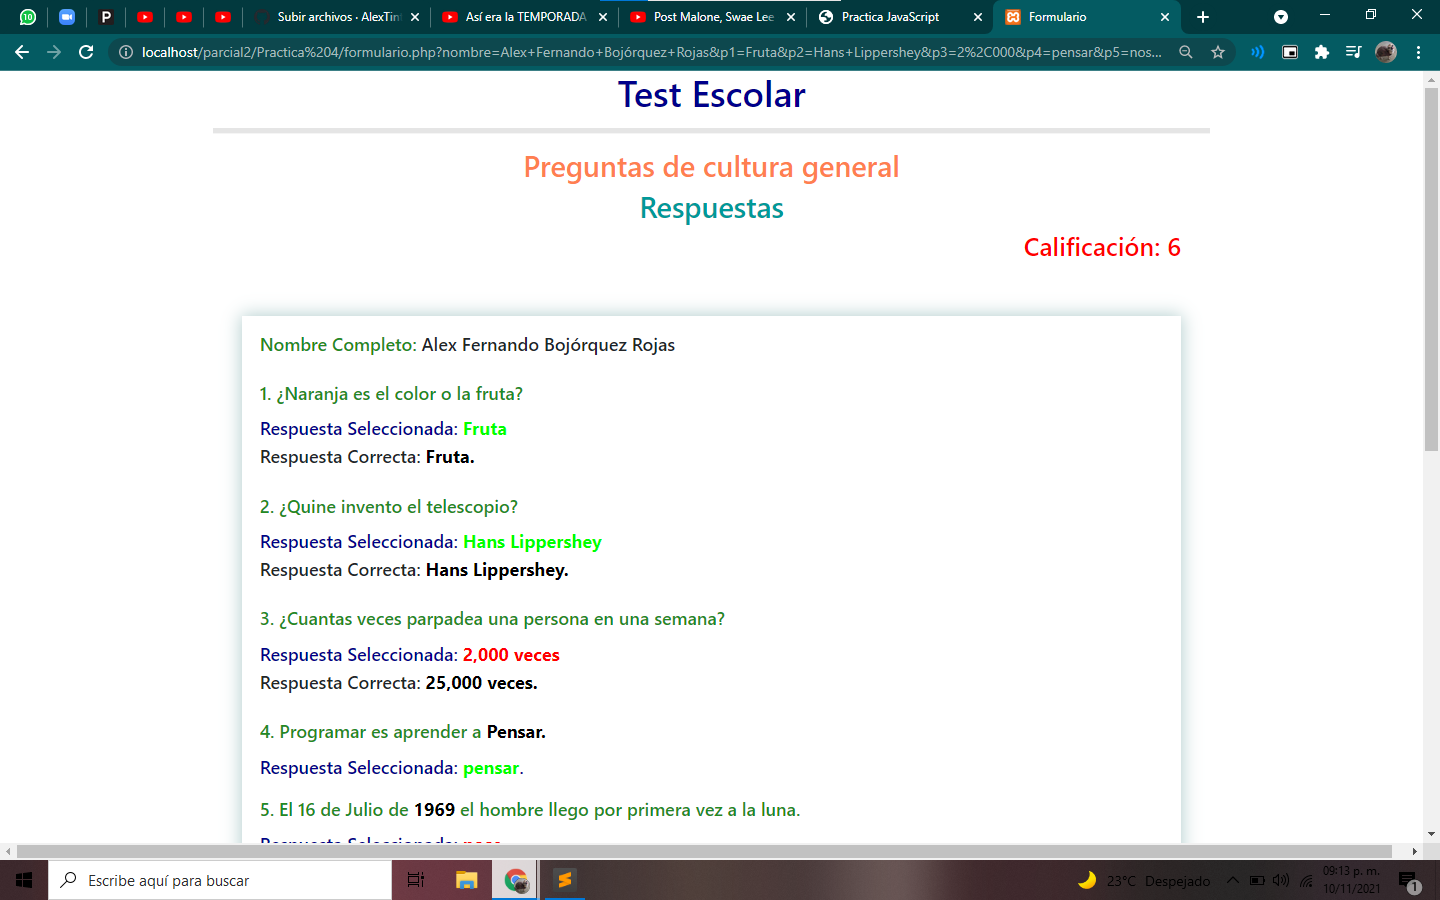 Subir archivos · AlexTin
Así era la TEMPORADA
Post Malone, Swae Lee
Practica JavaScript
Formulario
localhost/parcial2/Practica%204/formulario.php?nombre=Alex+Fernando+Bojórquez+Rojas&p1=Fruta&p2=Hans+Lippershey&p3=2%2C000&p4=pensar&p5=nos...
Test Escolar
Preguntas de cultura general
Respuestas
Calificación: 6
Nombre Completo: Alex Fernando Bojórquez Rojas
1. ¿Naranja es el color o la fruta?
Respuesta Seleccionada: Fruta
Respuesta Correcta: Fruta.
2. ¿Quine invento el telescopio?
Respuesta Seleccionada: Hans Lippershey
Respuesta Correcta: Hans Lippershey.
3. ¿Cuantas veces parpadea una persona en una semana?
Respuesta Seleccionada: 2,000 veces
Respuesta Correcta: 25,000 veces.
4. Programar es aprender a Pensar.
Respuesta Seleccionada: pensar.
5. El 16 de Julio de 1969 el hombre llego por primera vez a la luna.
Respuesta Seleccionada:
Escribe aquí para buscar
23°C Despejado
09:13 p. m.
10/11/2021
1